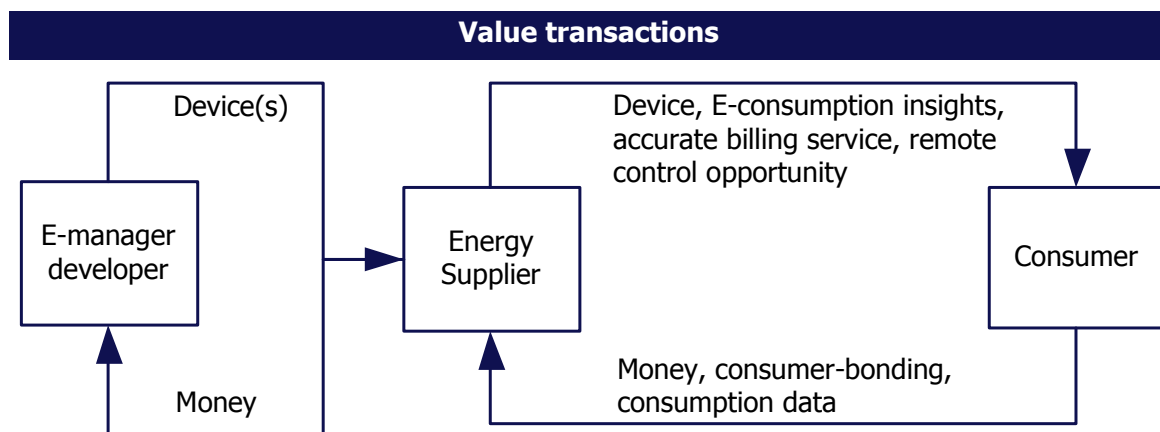 Value transactions
Device(s)
Device, E-consumption insights,
accurate billing service, remote
control opportunity
E-manager
developer
Energy
Supplier
Consumer
Money
Money, consumer-bonding,
consumption data